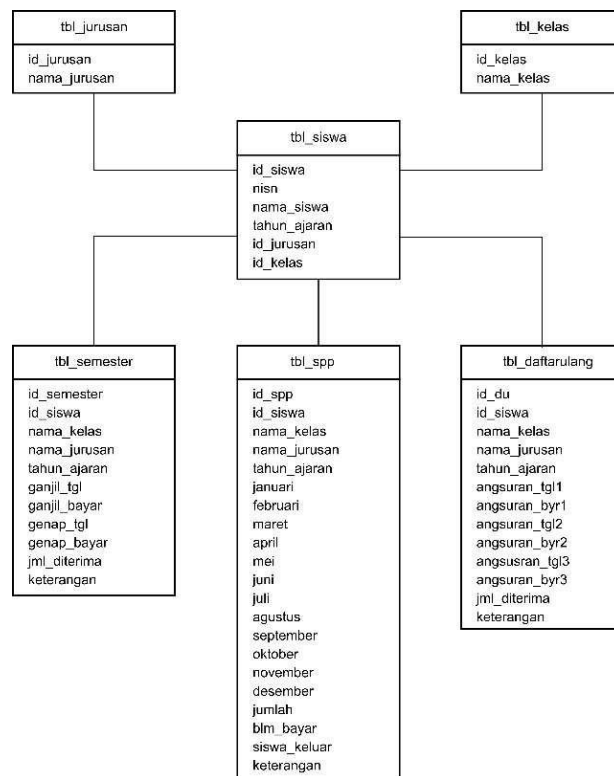 tbl_jurusan
id_jurusan
nama_jurusan
tbl_kelas
id_kelas
nama_kelas
tbl_siswa
id_siswa
nisn
nama_siswa
tahun_ajaran
id_jurusan
id_kelas
tbl_semester
id_semester
id_siswa
nama_kelas
nama_jurusan
tahun_ajaran
ganjil_tgl
ganjil_bayar
genap_tgl
genap_bayar
jml_diterima
keterangan
tbl_spp
id_spp
id_siswa
nama_kelas
nama_jurusan
tahun_ajaran
januari
februari
maret
april
mei
juni
juli
agustus
september
oktober
november
desember
jumlah
blm_bayar
siswa_keluar
keterangan
tbl_daftarulang
id_du
id_siswa
nama_kelas
nama_jurusan
tahun_ajaran
angsuran_tgl1
angsuran_byr1
angsuran_tgl2
angsuran_byr2
angsusran_tgl3
angsuran_byr3
jml_diterima
keterangan